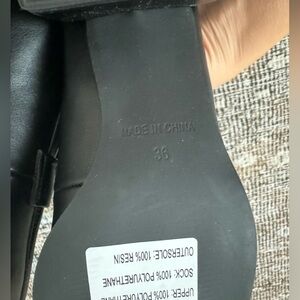 MADE IN CHINA
36
UPPER: 100% POLYURETHANE
SOCK: 100% POLYURETHANE
OUTERSOLE: 100% RESIN